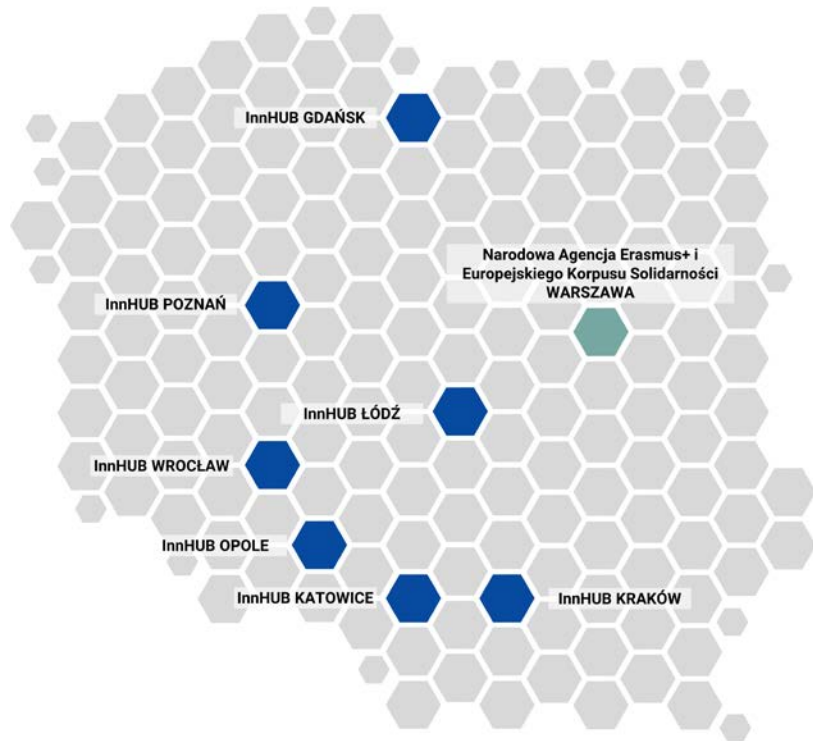 InnHUB GDAŃSK
Narodowa Agencja Erasmus+ i
Europejskiego Korpusu Solidarności
WARSZAWA
InnHUB POZNAŃ
InnHUB ŁÓDŹ
InnHUB WROCŁAW
InnHUB OPOLE
InnHUB KATOWICE
InnHUB KRAKÓW